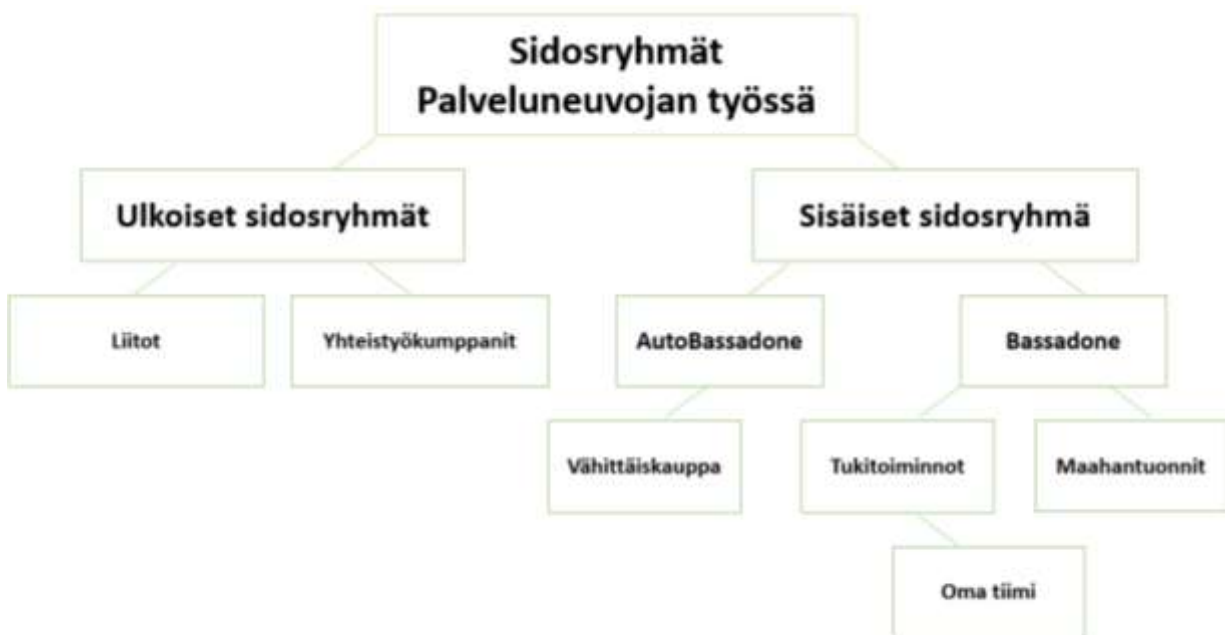 Sidosryhmät
Palveluneuvojan työssä
Ulkoiset sidosryhmät
Sisäiset sidosryhmä
Liitot
Yhteistyökumppanit
AutoBassadone
Bassadone
Vähittäiskauppa
Tukitoiminnot
Maahantuonnit
Oma tiimi